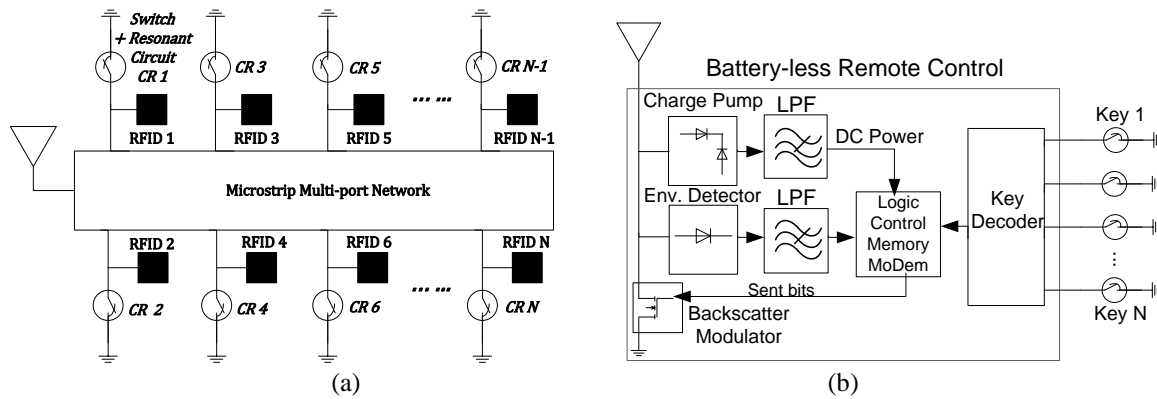 Switch
+ Resonant
Circuit
CR 1
CR 3
CR 5
CR N-1
... ...
RFID 1
RFID 3
RFID 5
RFID N-1
Microstrip Multi-port Network
RFID 2
RFID 4
RFID 6
RFID N
... ...
CR 2
CR 4
CR 6
CR N
(a)
Battery-less Remote Control
Charge Pump
LPF
DC Power
Env. Detector
LPF
Logic
Control
Memory
MoDem
Key
Decoder
Key 1
...
Key N
Sent bits
Backscatter
Modulator
(b)